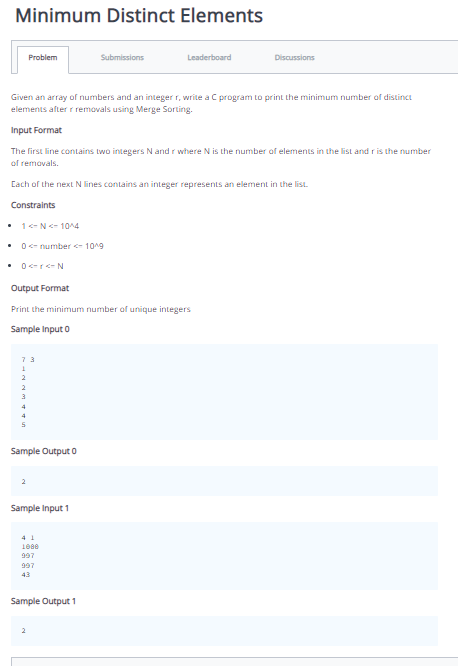 Minimum Distinct Elements
Problem
Submissions
Leaderboard
Discussions
Given an array of numbers and an integer r, write a C program to print the minimum number of distinct
elements after r removals using Merge Sorting.
Input Format
The first line contains two integers N and r where N is the number of elements in the list and r is the number
of removals.
Each of the next N lines contains an integer represents an element in the list.
Constraints
• 1 <= N <= 10^4
• 0 <= number <= 10^9
• 0 <= r <= N
Output Format
Print the minimum number of unique integers
Sample Input 0
7 3
1
2
2
3
4
4
5
Sample Output 0
2
Sample Input 1
4 1
1000
997
997
43
Sample Output 1
2